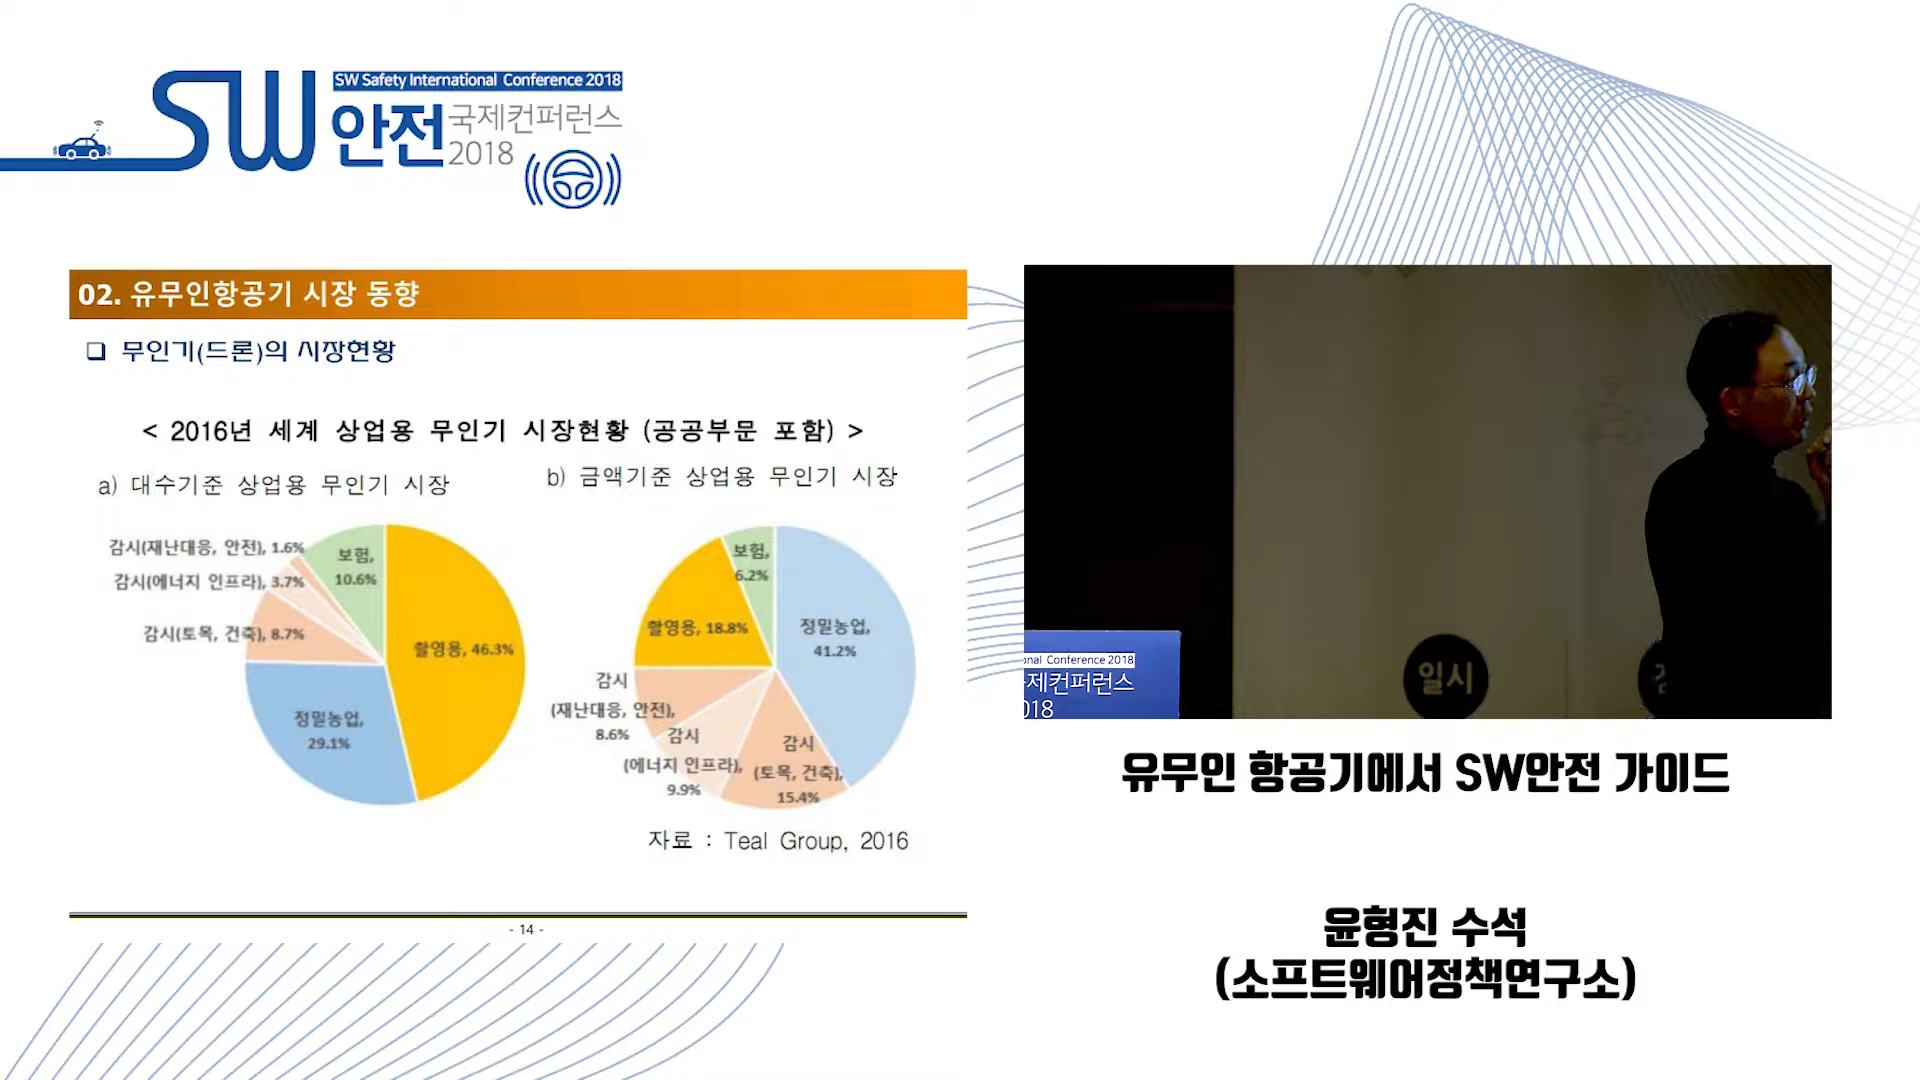 SW Safety International Conference 2018
SW 안전 국제컨퍼런스
2018
02. 유무인항공기 시장 동향
❏ 무인기(드론)의 시장현황
< 2016년 세계 상업용 무인기 시장현황 (공공부문 포함) >
a) 대수기준 상업용 무인기 시장
감시(재난대응, 안전), 1.6%
감시(에너지 인프라), 3.7%
감시(토목, 건축), 8.7%
보험,
10.6%
촬영용, 46.3%
정밀농업,
29.1%
b) 금액기준 상업용 무인기 시장
보험,
6.2%
촬영용, 18.8%
정밀농업,
41.2%
감시
(재난대응, 안전),
8.6%
감시
(에너지 인프라),
9.9%
감시
(토목, 건축),
15.4%
자료 : Teal Group, 2016
- 14 -
onal Conference 2018
제컨퍼런스
018
일시
유무인 항공기에서 SW안전 가이드
윤형진 수석
(소프트웨어정책연구소)